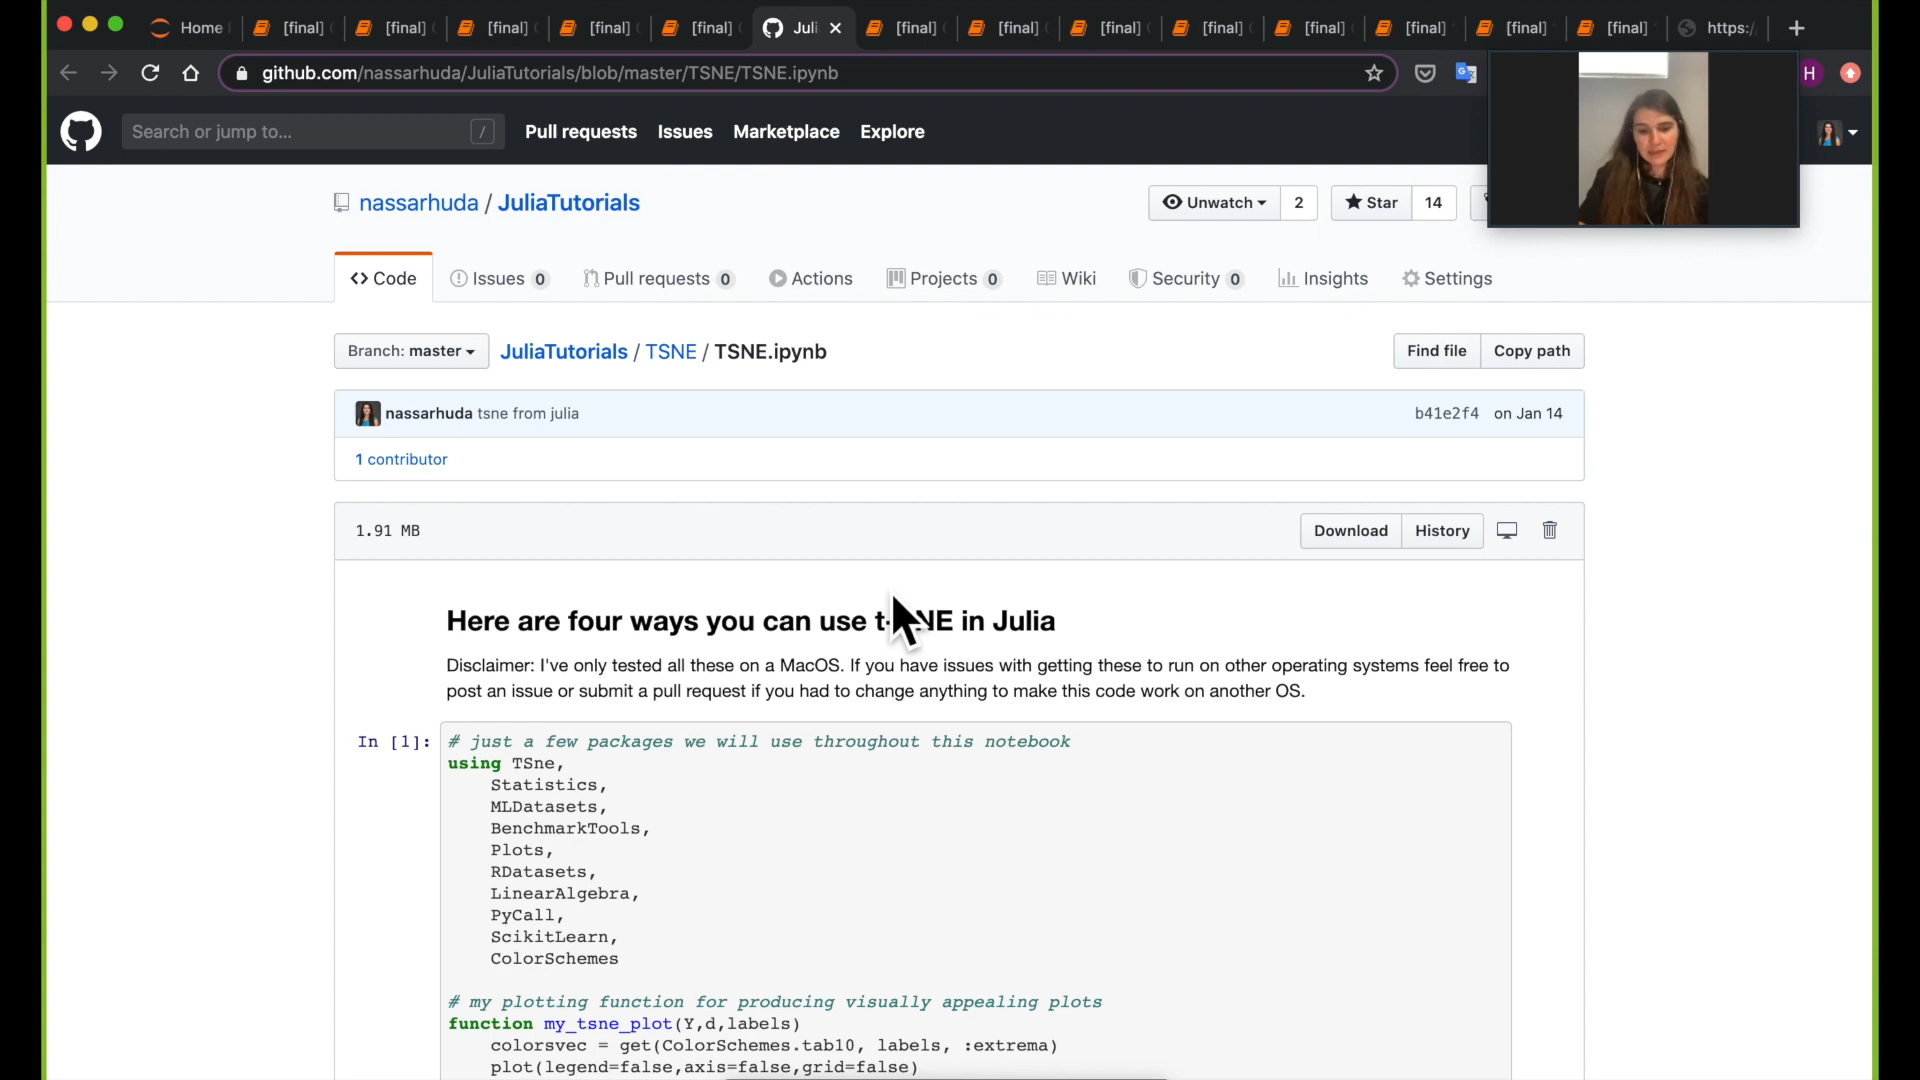 Home [final] [final] [final] [final] [final] Juli [final] [final] [final] [final] [final] [final] [final] [final] https:/
github.com/nassarhuda/JuliaTutorials/blob/master/TSNE/TSNE.ipynb H
Search or jump to... / Pull requests Issues Marketplace Explore
nassarhuda / JuliaTutorials Unwatch 2 Star 14
Code Issues 0 Pull requests 0 Actions Projects 0 Wiki Security 0 Insights Settings
Branch: master JuliaTutorials / TSNE / TSNE.ipynb Find file Copy path
nassarhuda tsne from julia b41e2f4 on Jan 14
1 contributor
1.91 MB Download History
Here are four ways you can use t-SNE in Julia
Disclaimer: I've only tested all these on a MacOS. If you have issues with getting these to run on other operating systems feel free to
post an issue or submit a pull request if you had to change anything to make this code work on another OS.
In [1]: # just a few packages we will use throughout this notebook
using TSne,
Statistics,
MLDatasets,
BenchmarkTools,
Plots,
RDatasets,
LinearAlgebra,
PyCall,
ScikitLearn,
ColorSchemes
# my plotting function for producing visually appealing plots
function my_tsne_plot(Y,d,labels)
colorsvec = get(ColorSchemes.tab10, labels, :extrema)
plot(legend=false,axis=false,grid=false)